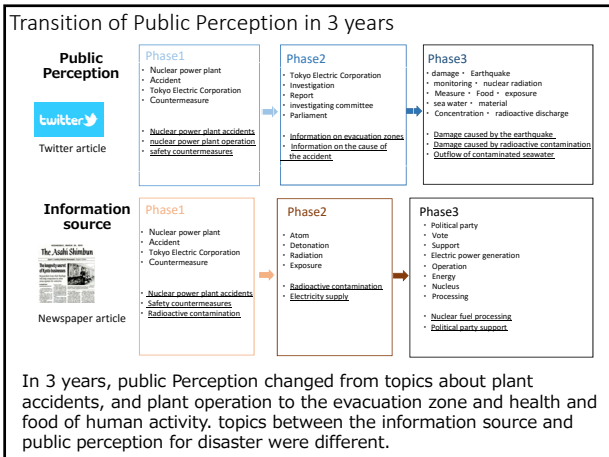 Transition of Public Perception in 3 years
Public
Perception
twitter
Twitter article
Phase1
・ Nuclear power plant
・ Accident
・ Tokyo Electric Corporation
・ Countermeasure
・ Nuclear power plant accidents
・ nuclear power plant operation
・ safety countermeasures
Phase2
・ Tokyo Electric Corporation
・ Investigation
・ Report
・ investigating committee
・ Parliament
・ Information on evacuation zones
・ Information on the cause of
the accident
Phase3
・damage・ Earthquake
・monitoring・ nuclear radiation
・Measure・ Food・ exposure
・sea water・ material
・Concentration・ radioactive discharge
・ Damage caused by the earthquake
・ Damage caused by radioactive contamination
・ Outflow of contaminated seawater
Information
source
The Asahi Shimbun
Newspaper article
Phase1
・ Nuclear power plant
・ Accident
・ Tokyo Electric Corporation
・ Countermeasure
・ Nuclear power plant accidents
・ Safety countermeasures
・ Radioactive contamination
Phase2
・ Atom
・ Detonation
・ Radiation
・ Exposure
・ Radioactive contamination
・ Electricity supply
Phase3
・ Political party
・ Vote
・ Support
・ Electric power generation
・ Operation
・ Energy
・ Nucleus
・ Processing
・ Nuclear fuel processing
・ Political party support
In 3 years, public Perception changed from topics about plant
accidents, and plant operation to the evacuation zone and health and
food of human activity. topics between the information source and
public perception for disaster were different.